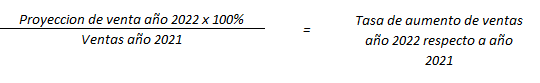 Proyeccion de venta año 2022 x 100%
Ventas año 2021
=
Tasa de aumento de ventas
año 2022 respecto a año
2021